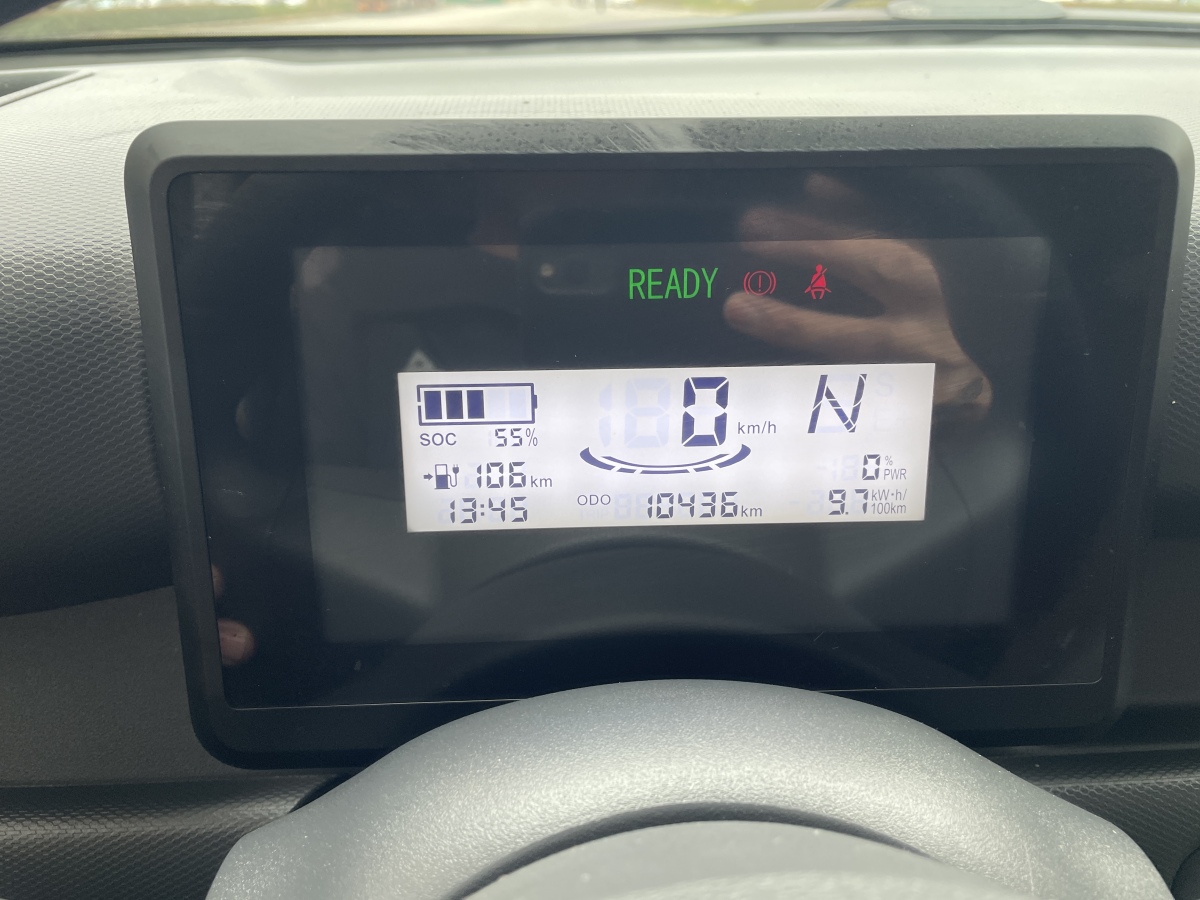 READY
0 km/h N
SOC 55%
106 km
0 % PWR
13:45
ODO 10436 km
9.7 kW·h/100km